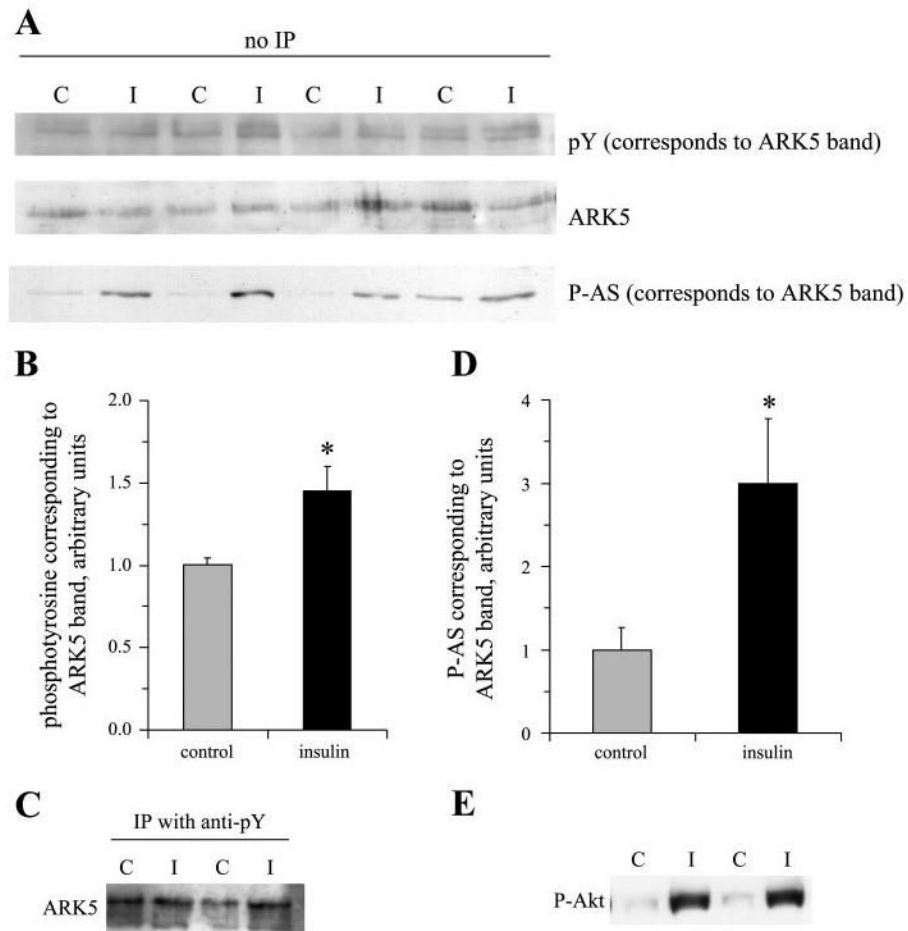 A
no IP
C I C I C I C I
pY (corresponds to ARK5 band)
ARK5
P-AS (corresponds to ARK5 band)
B
phosphotyrosine corresponding to
ARK5 band, arbitrary units
2.0
1.5
1.0
0.5
0.0
*
control insulin
D
P-AS corresponding to
ARK5 band, arbitrary units
4
3
2
1
0
*
control insulin
C
IP with anti-pY
C I C I
ARK5
E
C I C I
P-Akt